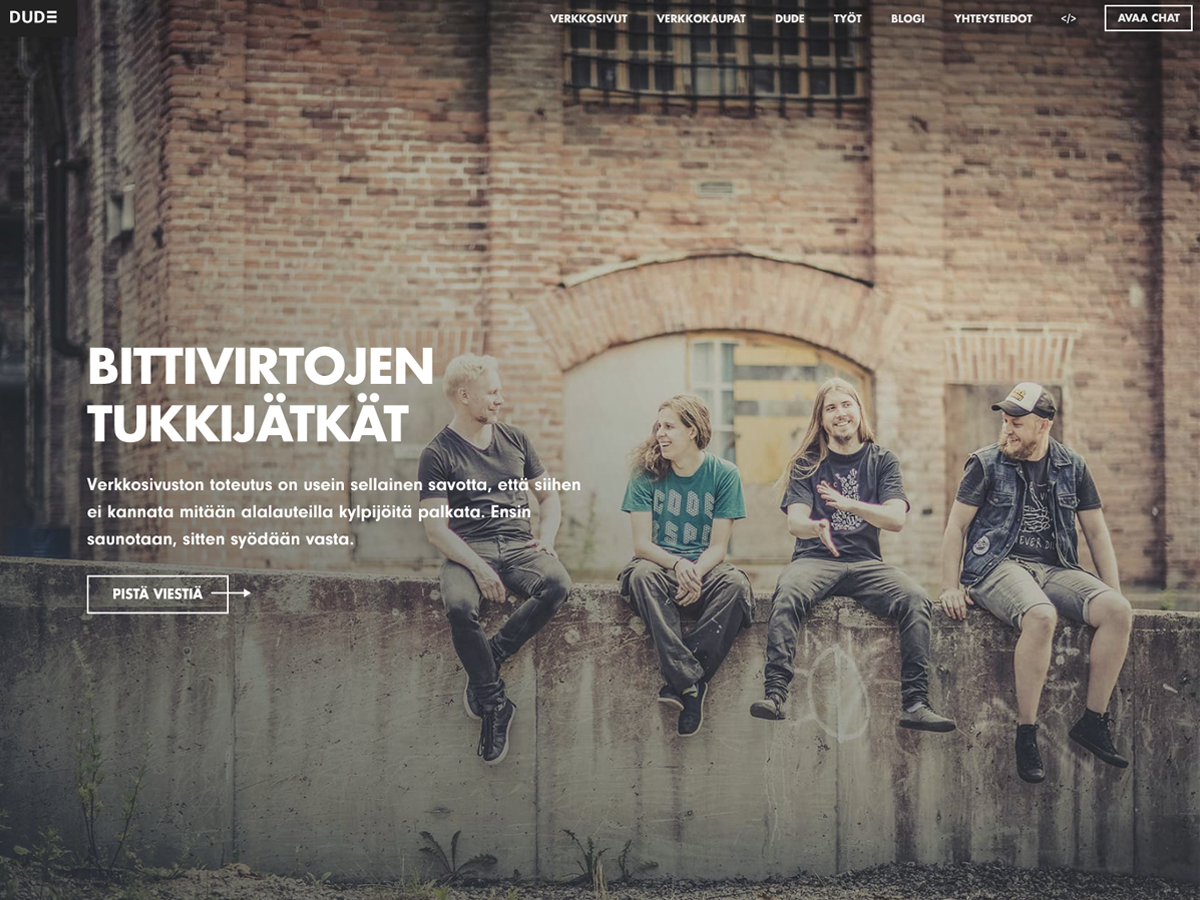 DUDE
VERKKOSIVUT VERKKOKAUPAT DUDE TYÖT BLOGI YHTEYSTIEDOT </> AVAA CHAT
BITTIVIRTOJEN
TUKKIJÄTKÄT
Verkkosivuston toteutus on usein sellainen savotta, että siihen
ei kannata mitään alalauteilla kylpijöitä palkata. Ensin
saunotaan, sitten syödään vasta.
CODE
PISTÄ VIESTIÄ